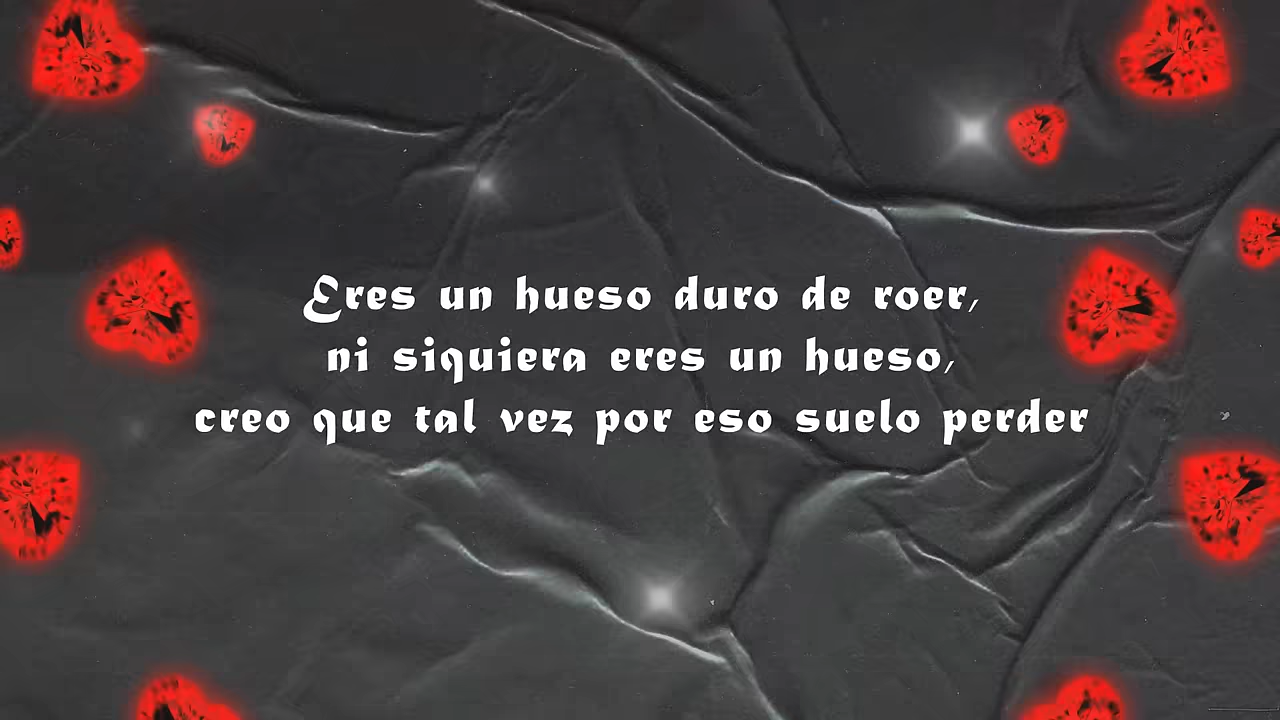 Eres un hueso duro de roer,
ni siquiera eres un hueso,
creo que tal vez por eso suelo perder